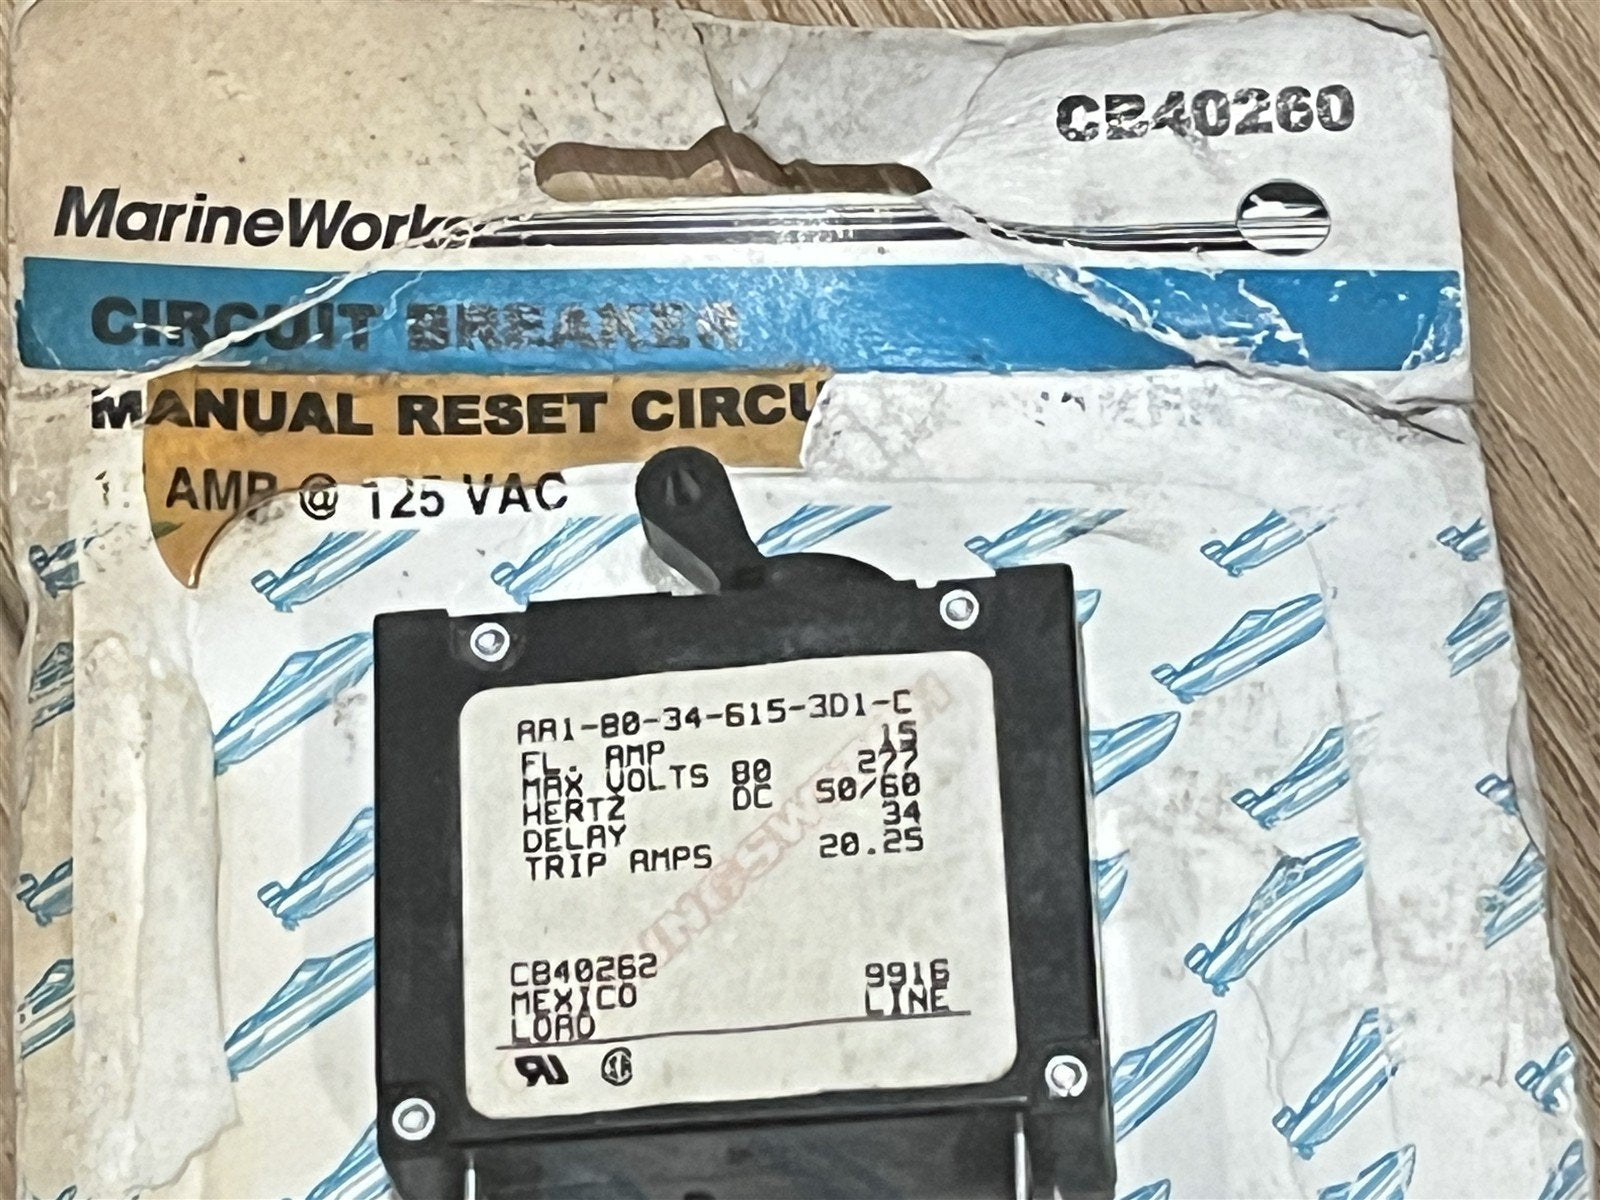 CB40260
MarineWorks
CIRCUIT BREAKER
MANUAL RESET CIRCU
AMP @ 125 VAC
AA1-B0-34-615-3D1-C
FL. AMP 15
MAX VOLTS 80 277
HERTZ DC 50/60
DELAY 34
TRIP AMPS 20.25
CB40262 9916
MEXICO LINE
LOAD